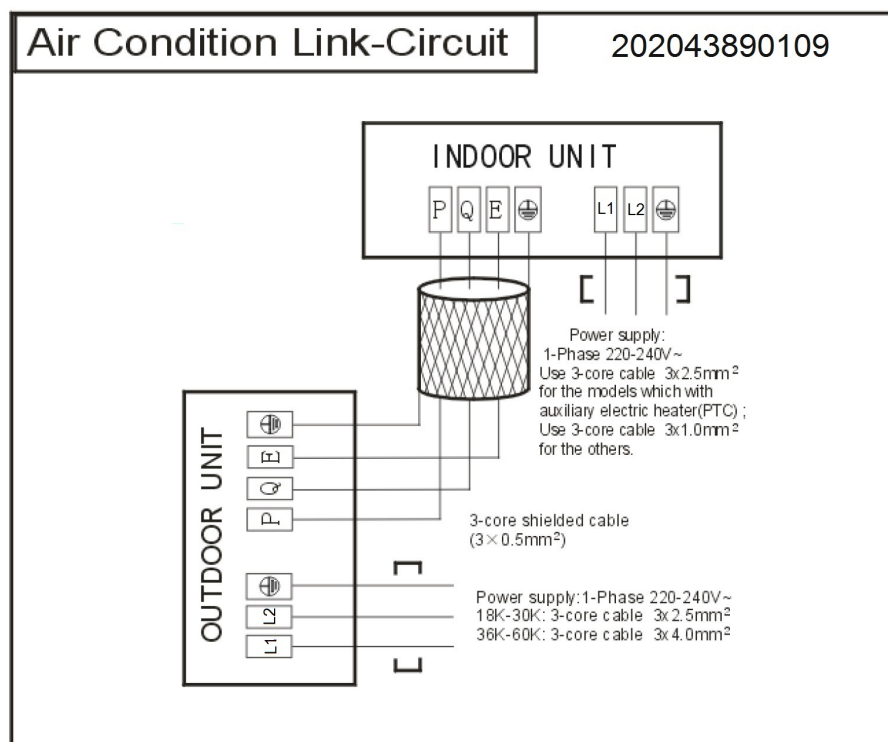 Air Condition Link-Circuit
202043890109
INDOOR UNIT
P Q E L1 L2
Power supply:
1-Phase 220-240V~
Use 3-core cable 3x2.5mm²
for the models which with
auxiliary electric heater(PTC) ;
Use 3-core cable 3x1.0mm²
for the others.
OUTDOOR UNIT
E
Q
P
L2
L1
3-core shielded cable
(3×0.5mm²)
Power supply:1-Phase 220-240V~
18K-30K: 3-core cable 3x2.5mm²
36K-60K: 3-core cable 3x4.0mm²